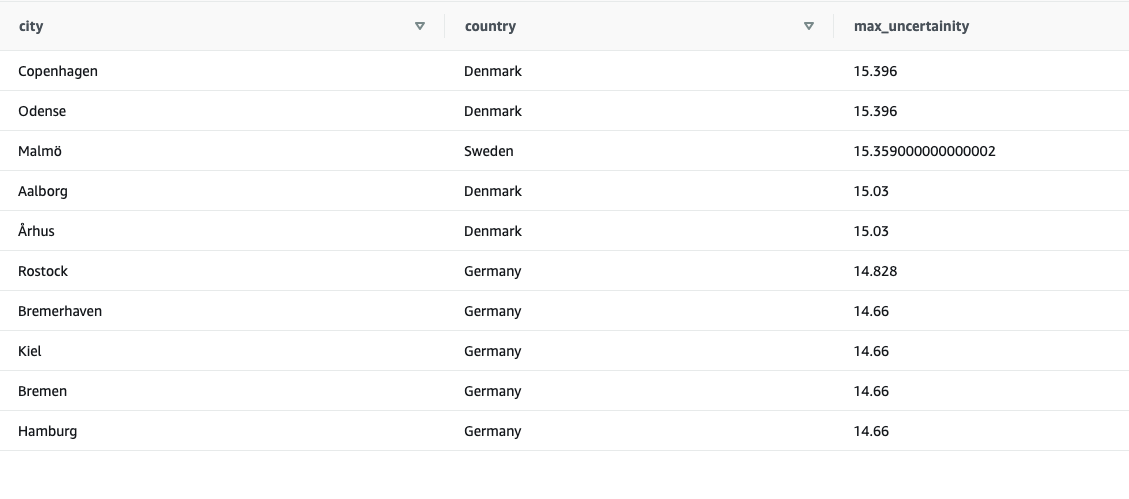 city country max_uncertainity
Copenhagen Denmark 15.396
Odense Denmark 15.396
Malmö Sweden 15.359000000000002
Aalborg Denmark 15.03
Århus Denmark 15.03
Rostock Germany 14.828
Bremerhaven Germany 14.66
Kiel Germany 14.66
Bremen Germany 14.66
Hamburg Germany 14.66